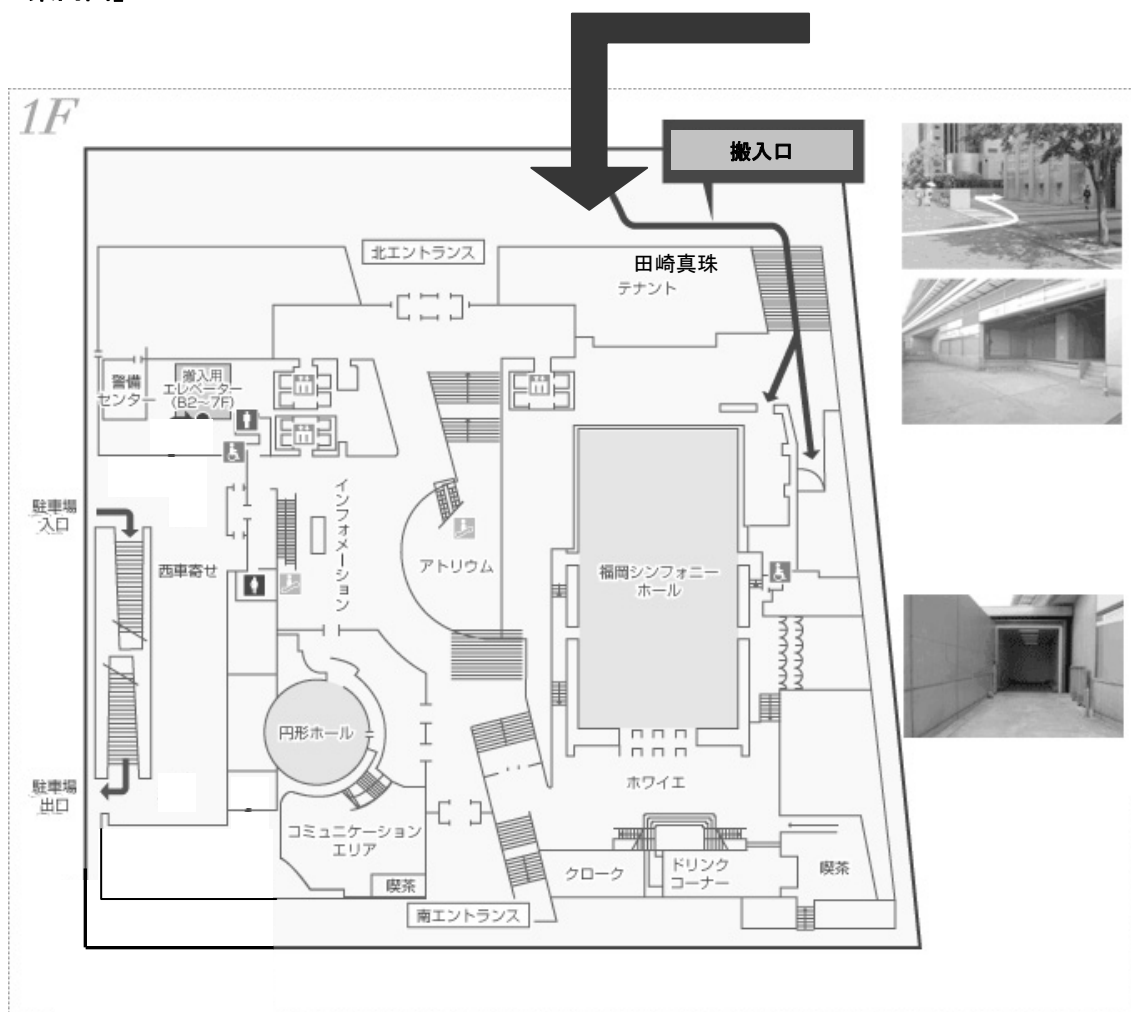 1F
搬入口
北エントランス
田崎真珠
テナント
警備
センター
搬入用
エレベーター
(B2～7F)
駐車場
入口
西車寄せ
インフォメーション
アトリウム
福岡シンフォニー
ホール
円形ホール
駐車場
出口
ホワイエ
コミュニケーション
エリア
喫茶
クローク
ドリンク
コーナー
喫茶
南エントランス